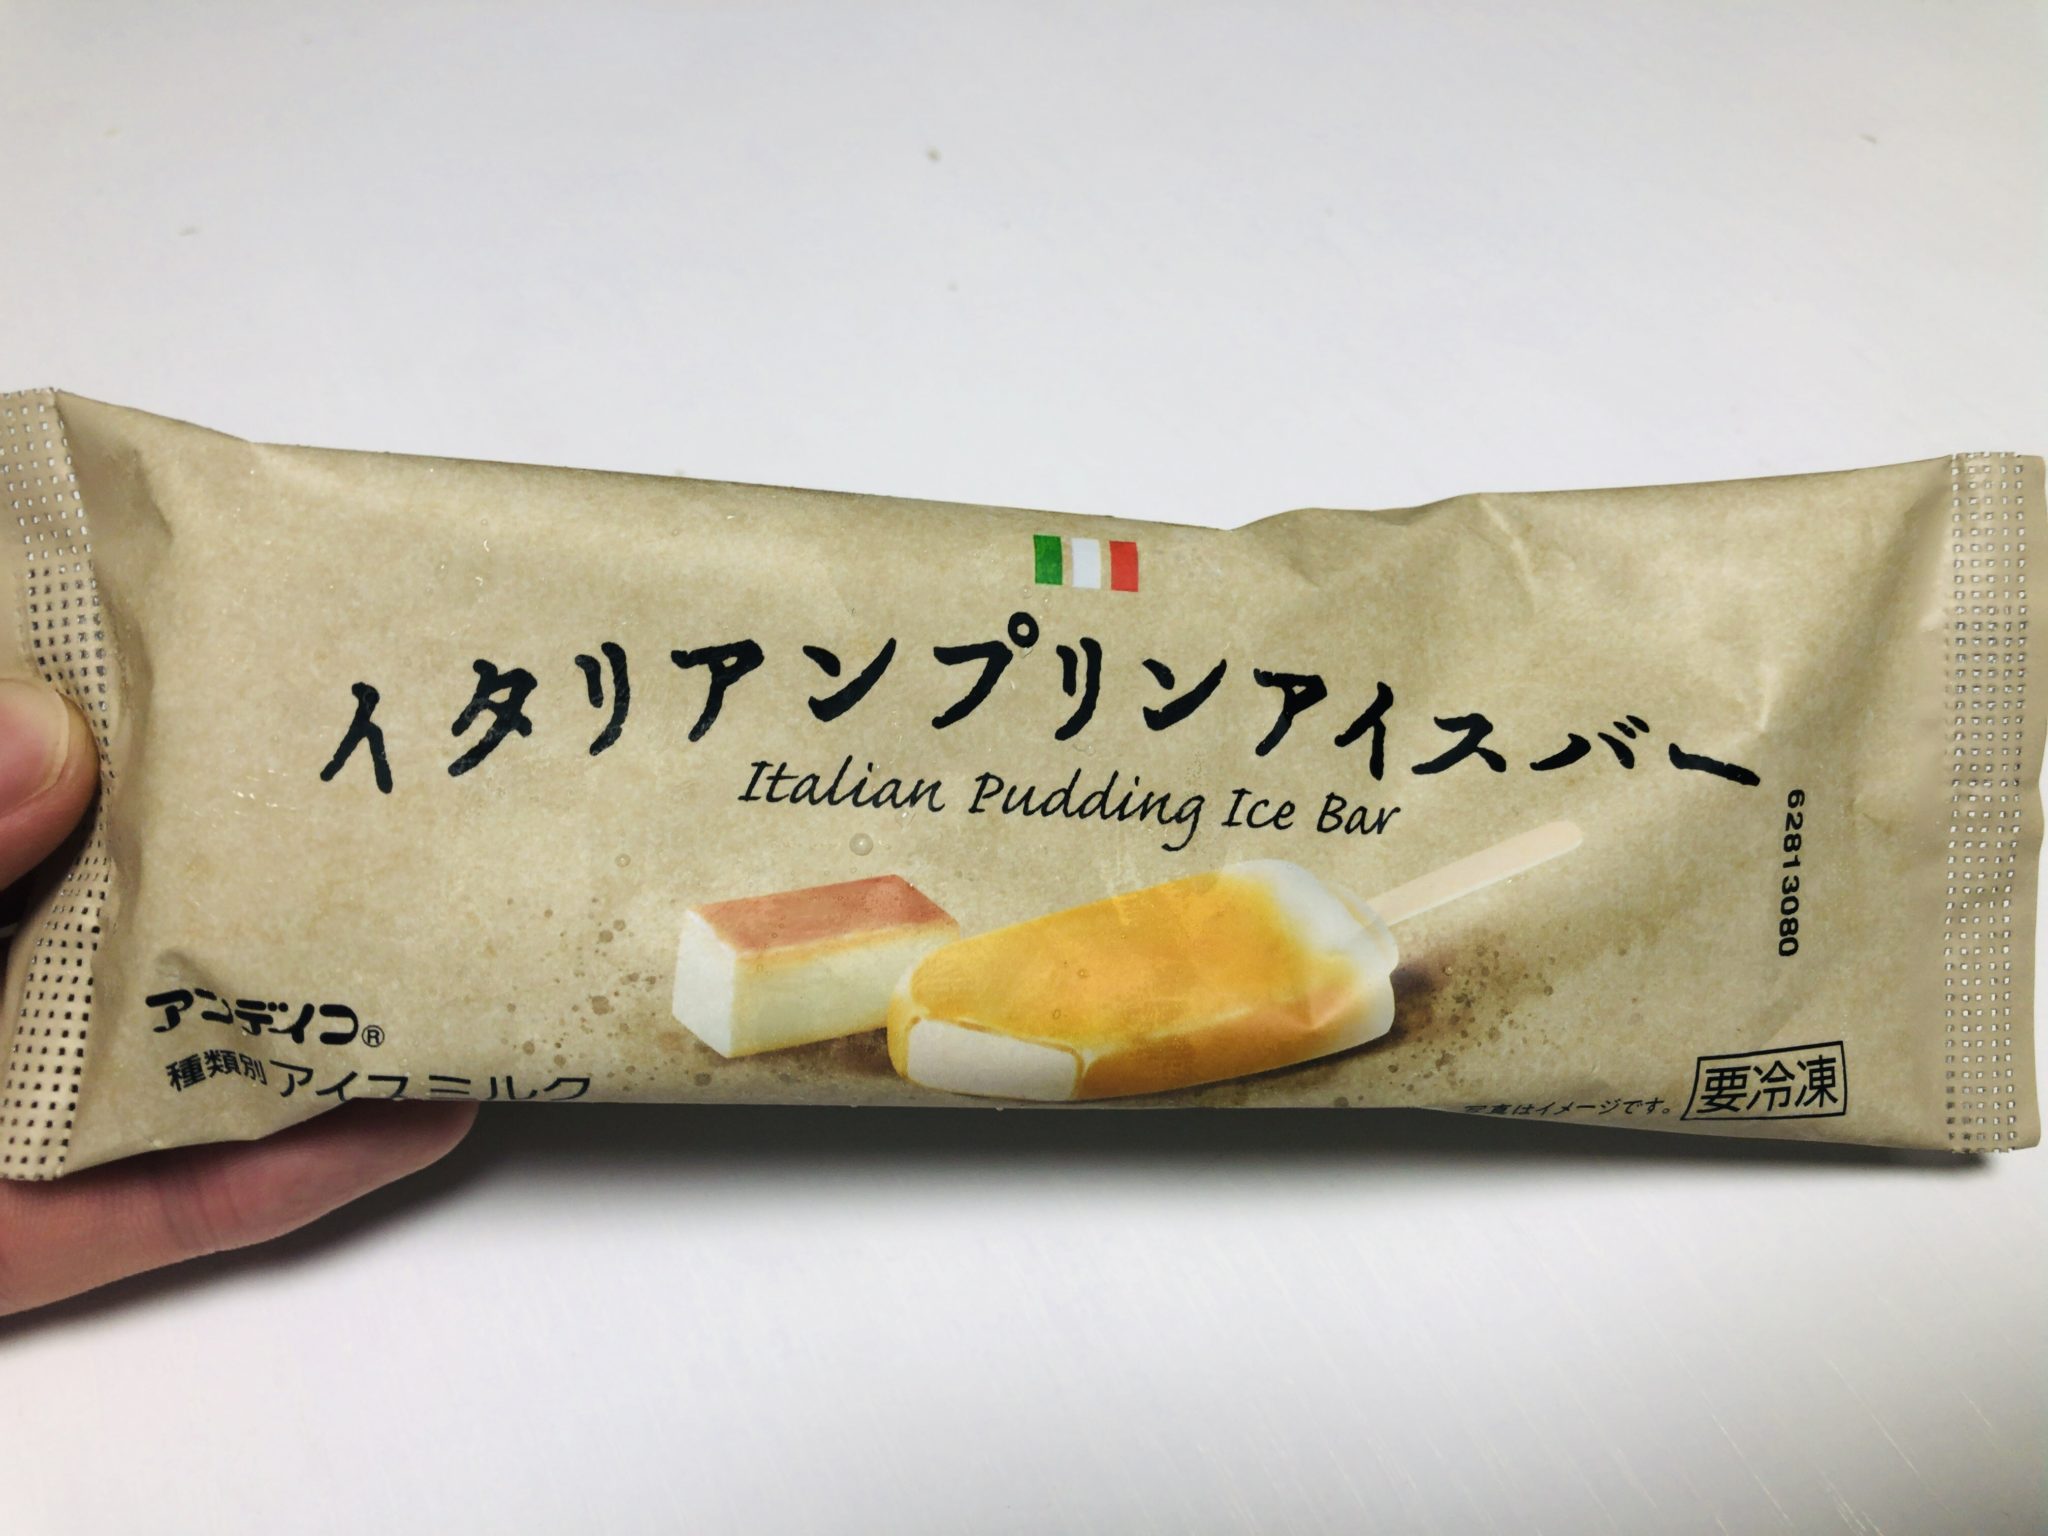 イタリアンプリンアイスバー
Italian Pudding Ice Bar
62813080
アンデイコ®
種類別 アイスミルク
写真はイメージです。
要冷凍